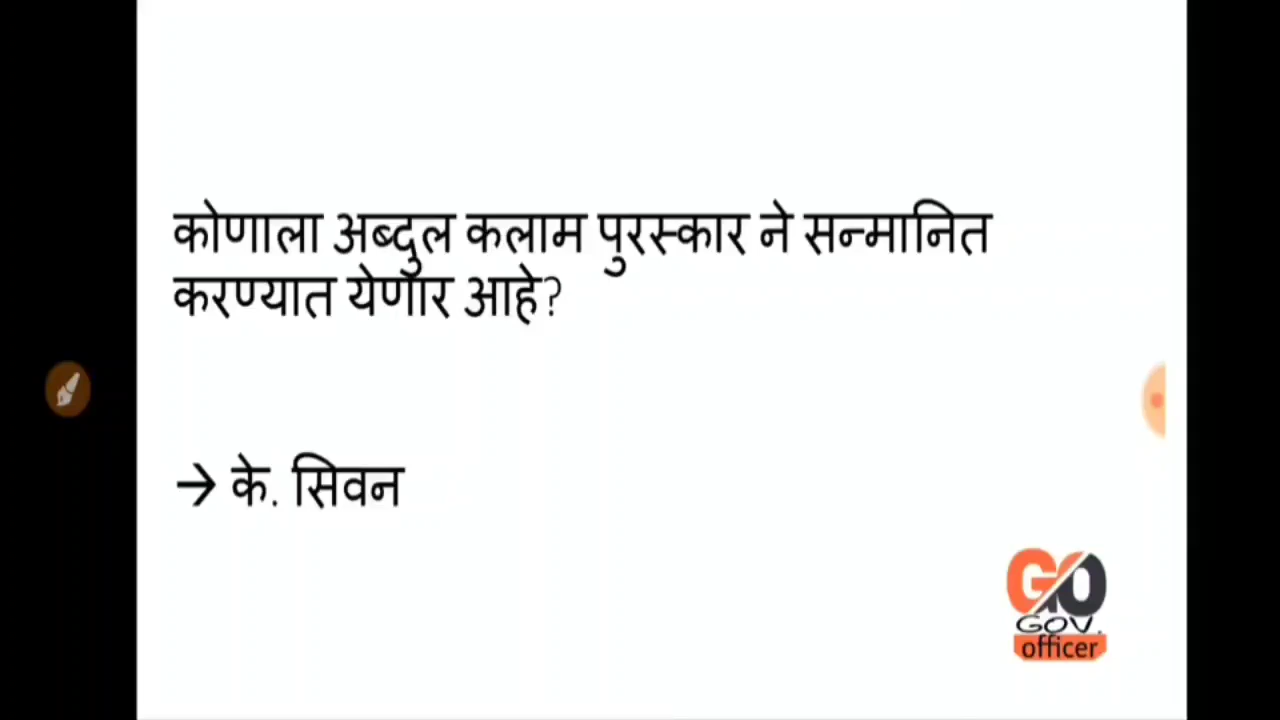 कोणाला अब्दुल कलाम पुरस्कार ने सन्मानित
करण्यात येणार आहे?
→ के. सिवन
GO
GOV.
officer